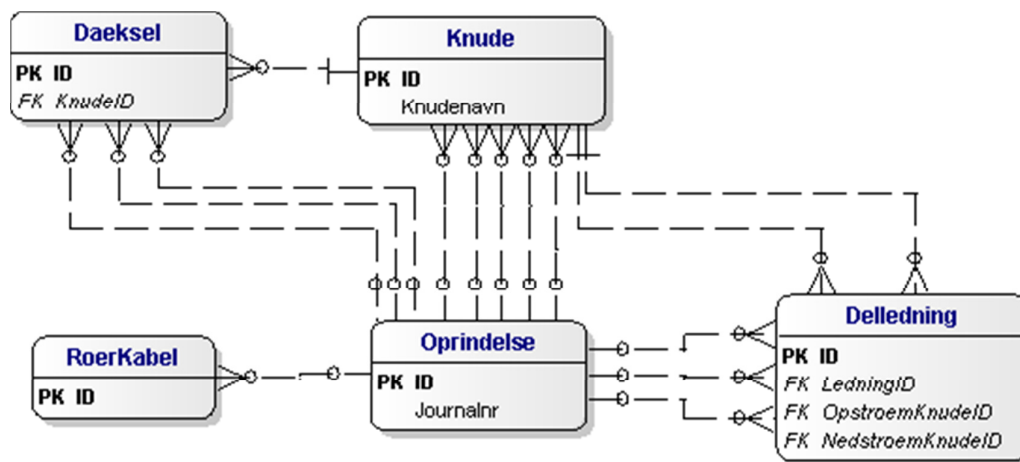 Daeksel
PK ID
FK KnudeID
Knude
PK ID
Knudenavn
RoerKabel
PK ID
Oprindelse
PK ID
Journalnr
Delledning
PK ID
FK LedningID
FK OpstroemKnudeID
FK NedstroemKnudeID